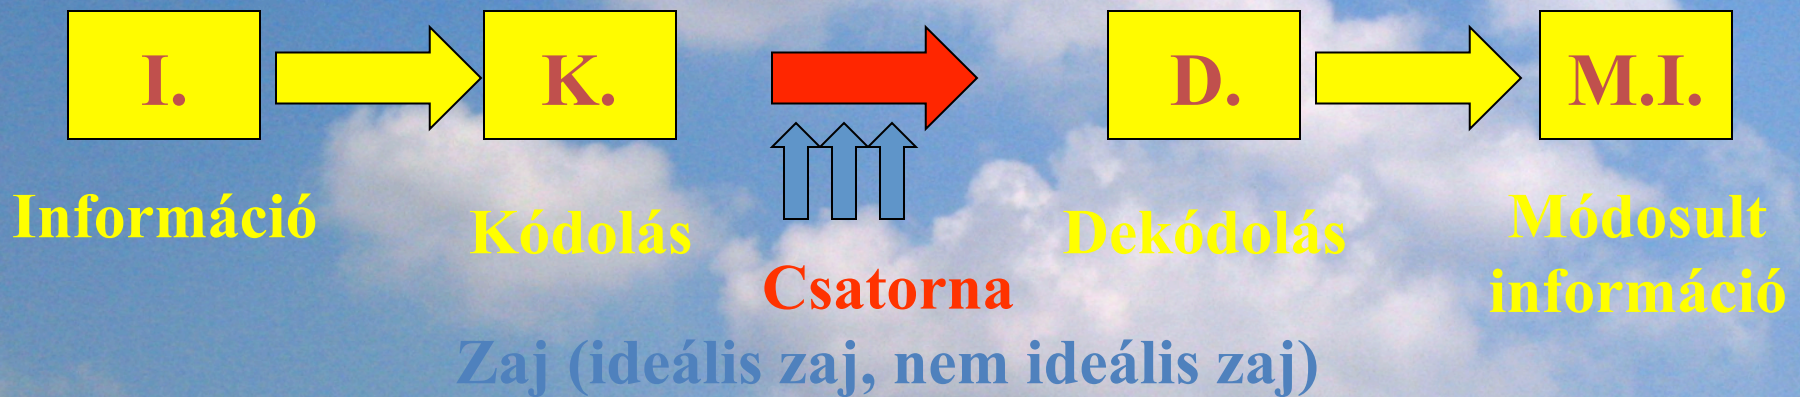 I. K. D. M.I.
Információ Kódolás Dekódolás Módosult
információ
Csatorna
Zaj (ideális zaj, nem ideális zaj)